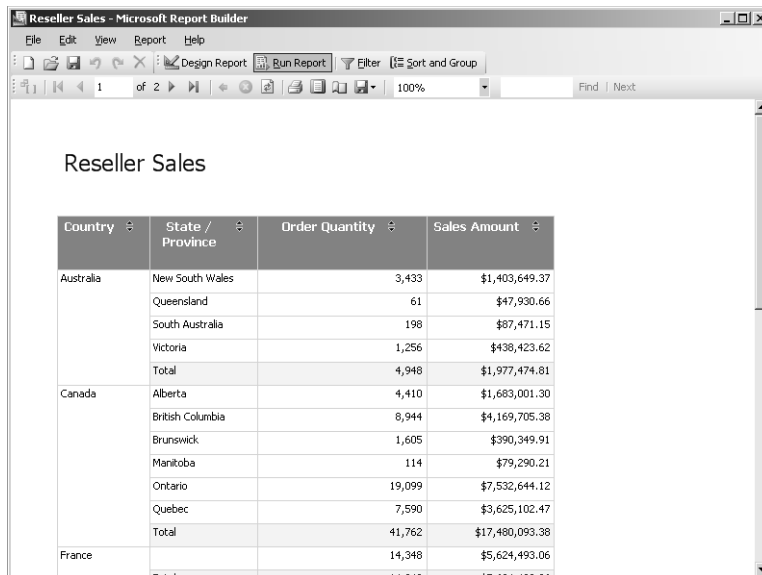 Reseller Sales - Microsoft Report Builder
File Edit View Report Help
Design Report Run Report Filter Sort and Group
1 of 2 100% Find | Next
Reseller Sales
Country State / Province Order Quantity Sales Amount
Australia New South Wales 3,433 $1,403,649.37
Queensland 61 $47,930.66
South Australia 198 $87,471.15
Victoria 1,256 $438,423.62
Total 4,948 $1,977,474.81
Canada Alberta 4,410 $1,683,001.30
British Columbia 8,944 $4,169,705.38
Brunswick 1,605 $390,349.91
Manitoba 114 $79,290.21
Ontario 19,099 $7,532,644.12
Quebec 7,590 $3,625,102.47
Total 41,762 $17,480,093.38
France 14,348 $5,624,493.06